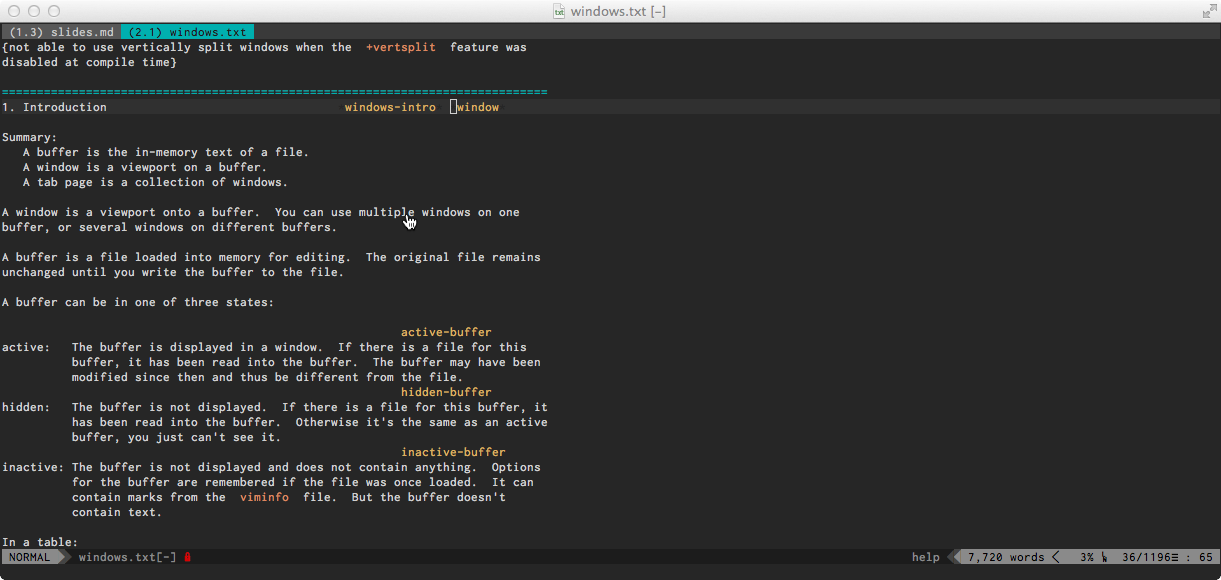 windows.txt [-]
(1.3) slides.md (2.1) windows.txt
{not able to use vertically split windows when the +vertsplit feature was
disabled at compile time}
==============================================================================
1. Introduction windows-intro window
Summary:
A buffer is the in-memory text of a file.
A window is a viewport on a buffer.
A tab page is a collection of windows.
A window is a viewport onto a buffer. You can use multiple windows on one
buffer, or several windows on different buffers.
A buffer is a file loaded into memory for editing. The original file remains
unchanged until you write the buffer to the file.
A buffer can be in one of three states:
active-buffer
active: The buffer is displayed in a window. If there is a file for this
buffer, it has been read into the buffer. The buffer may have been
modified since then and thus be different from the file.
hidden-buffer
hidden: The buffer is not displayed. If there is a file for this buffer, it
has been read into the buffer. Otherwise it's the same as an active
buffer, you just can't see it.
inactive-buffer
inactive: The buffer is not displayed and does not contain anything. Options
for the buffer are remembered if the file was once loaded. It can
contain marks from the viminfo file. But the buffer doesn't
contain text.
In a table:
NORMAL windows.txt[-] help 7,720 words 3% 36/1196≡ : 65